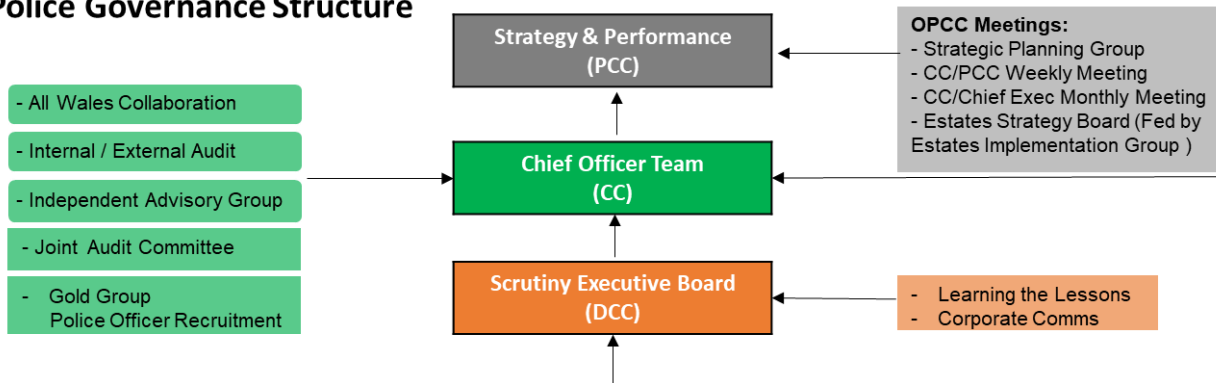 Police Governance Structure
Strategy & Performance
(PCC)
OPCC Meetings:
- Strategic Planning Group
- CC/PCC Weekly Meeting
- CC/Chief Exec Monthly Meeting
- Estates Strategy Board (Fed by
Estates Implementation Group )
- All Wales Collaboration
- Internal / External Audit
- Independent Advisory Group
- Joint Audit Committee
- Gold Group
Police Officer Recruitment
Chief Officer Team
(CC)
Scrutiny Executive Board
(DCC)
- Learning the Lessons
- Corporate Comms